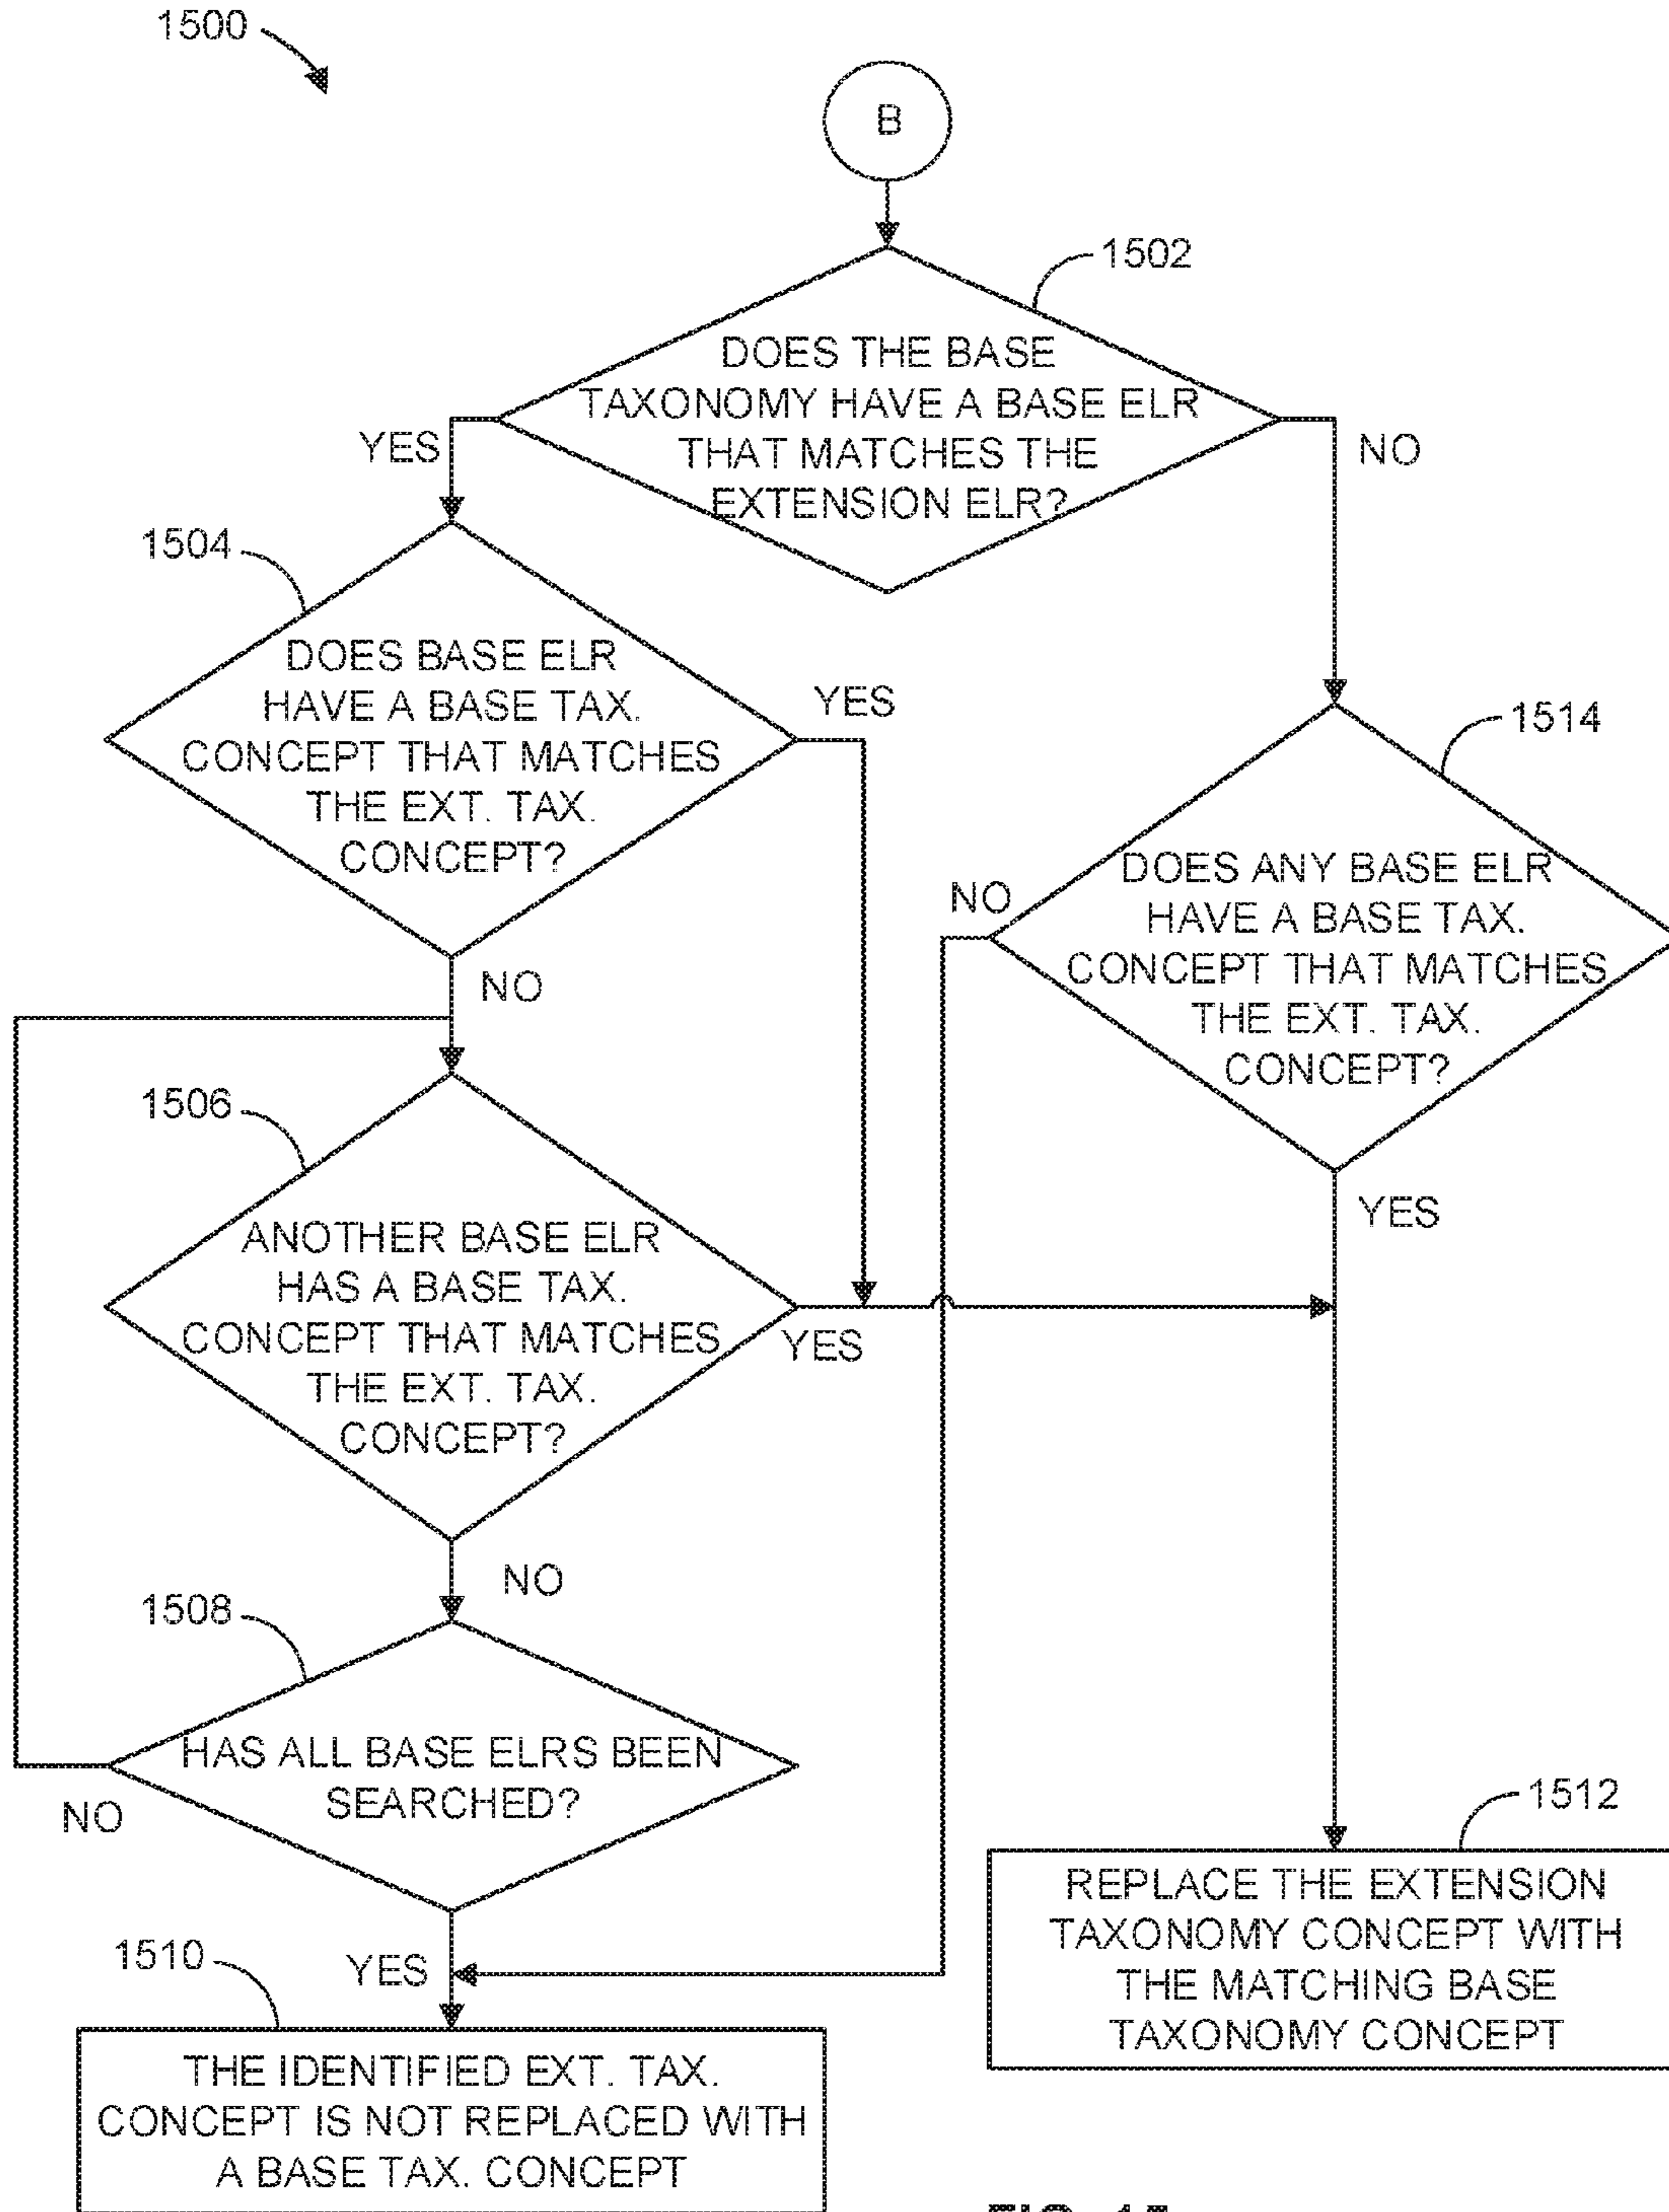 1500
B
1502
DOES THE BASE
TAXONOMY HAVE A BASE ELR
THAT MATCHES THE
EXTENSION ELR?
YES
NO
1504
DOES BASE ELR
HAVE A BASE TAX.
CONCEPT THAT MATCHES
THE EXT. TAX.
CONCEPT?
YES
NO
1514
DOES ANY BASE ELR
HAVE A BASE TAX.
CONCEPT THAT MATCHES
THE EXT. TAX.
CONCEPT?
NO
YES
1506
ANOTHER BASE ELR
HAS A BASE TAX.
CONCEPT THAT MATCHES
THE EXT. TAX.
CONCEPT?
YES
NO
1508
HAS ALL BASE ELRS BEEN
SEARCHED?
NO
YES
1510
THE IDENTIFIED EXT. TAX.
CONCEPT IS NOT REPLACED WITH
A BASE TAX. CONCEPT
1512
REPLACE THE EXTENSION
TAXONOMY CONCEPT WITH
THE MATCHING BASE
TAXONOMY CONCEPT